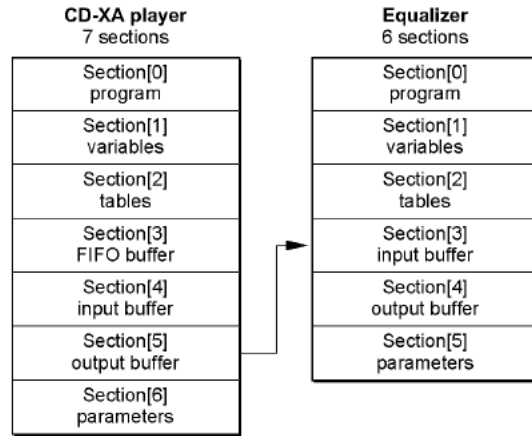 CD-XA player
7 sections
Section[0]
program
Section[1]
variables
Section[2]
tables
Section[3]
FIFO buffer
Section[4]
input buffer
Section[5]
output buffer
Section[6]
parameters
Equalizer
6 sections
Section[0]
program
Section[1]
variables
Section[2]
tables
Section[3]
input buffer
Section[4]
output buffer
Section[5]
parameters